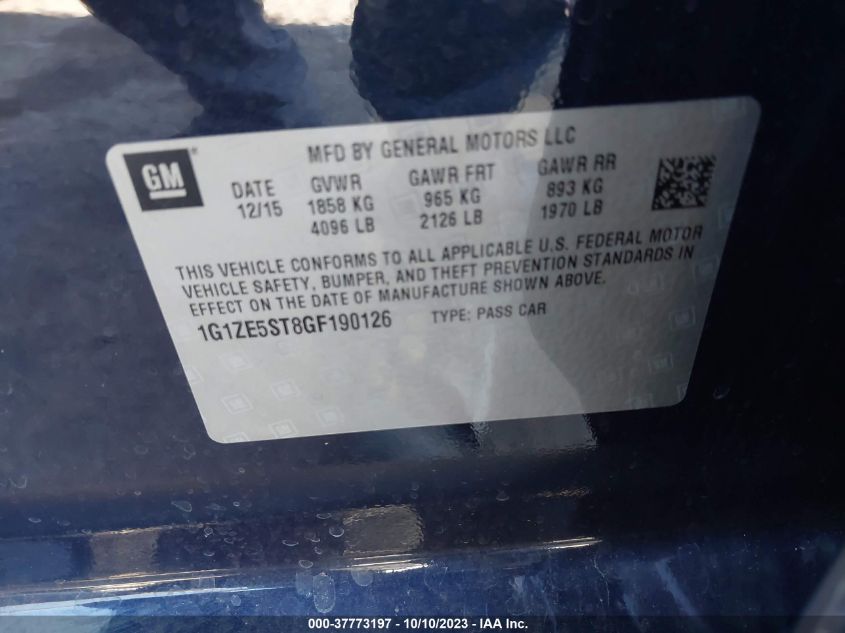 GM
MFD BY GENERAL MOTORS LLC
DATE GVWR GAWR FRT GAWR RR
12/15 1858 KG 965 KG 893 KG
4096 LB 2126 LB 1970 LB
THIS VEHICLE CONFORMS TO ALL APPLICABLE U.S. FEDERAL MOTOR
VEHICLE SAFETY, BUMPER, AND THEFT PREVENTION STANDARDS IN
EFFECT ON THE DATE OF MANUFACTURE SHOWN ABOVE.
1G1ZE5ST8GF190126 TYPE: PASS CAR
000-37773197 - 10/10/2023 - Copyright © 2023 IAA, Inc.